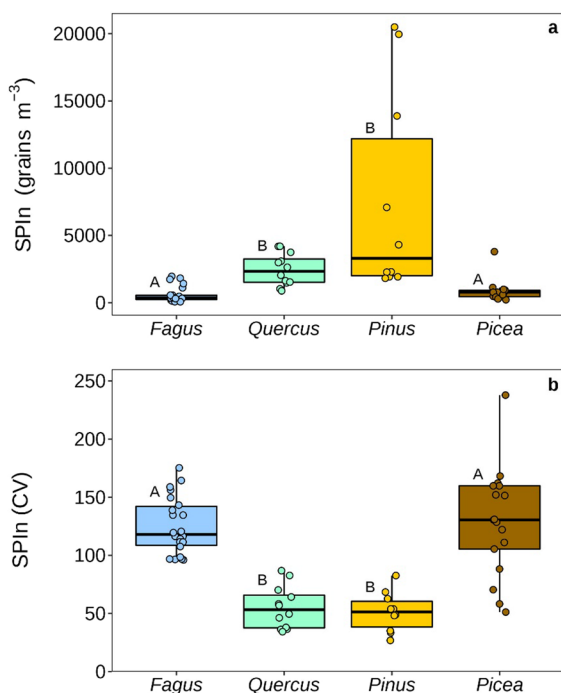 a
20000
15000
10000
5000
0
SPIn (grains m⁻³)
A
B
B
A
Fagus Quercus Pinus Picea
b
250
200
150
100
50
0
SPIn (CV)
A
B
B
A
Fagus Quercus Pinus Picea